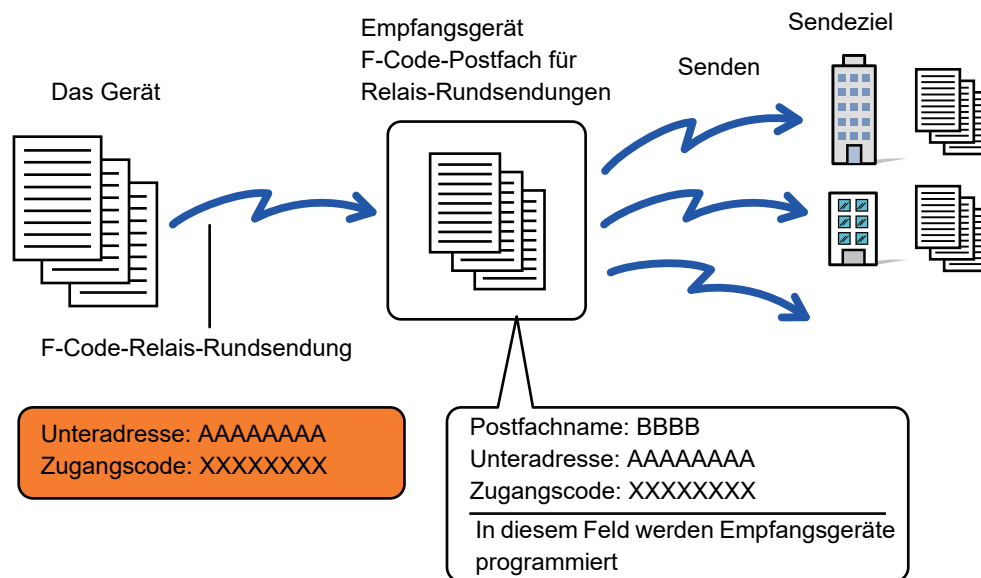 Das Gerät
Empfangsgerät
F-Code-Postfach für
Relais-Rundsendungen
Senden
Sendeziel
F-Code-Relais-Rundsendung
Unteradresse: AAAAAAAA
Zugangscode: XXXXXXXX
Postfachname: BBBB
Unteradresse: AAAAAAAA
Zugangscode: XXXXXXXX
In diesem Feld werden Empfangsgeräte
programmiert